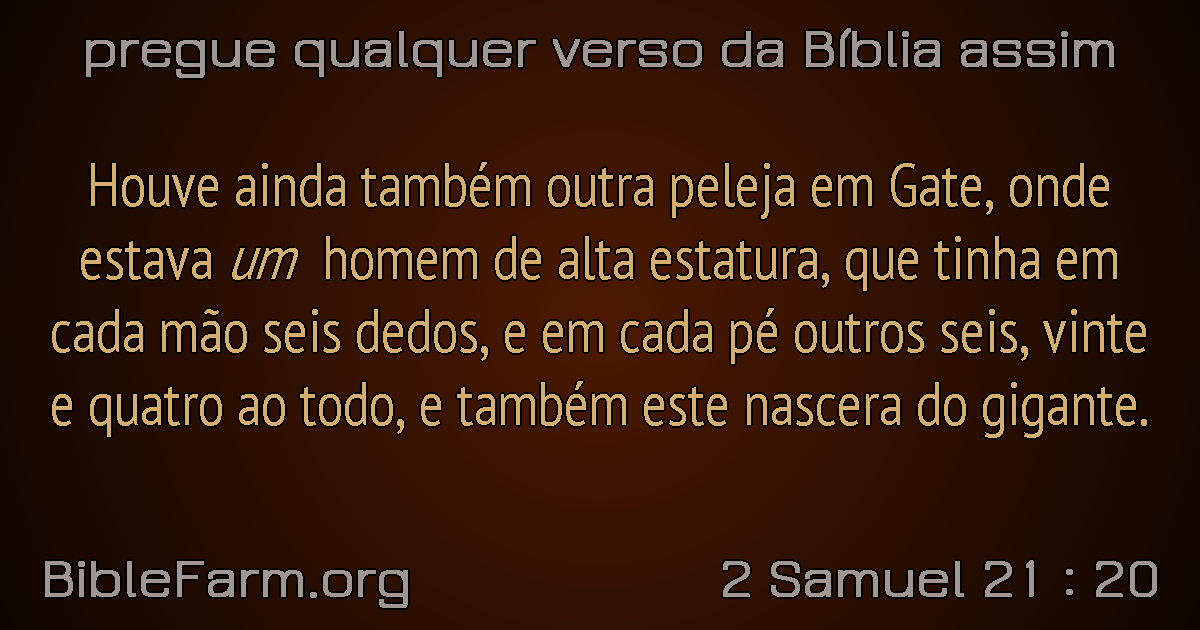 pregue qualquer verso da Bíblia assim
Houve ainda também outra peleja em Gate, onde
estava um homem de alta estatura, que tinha em
cada mão seis dedos, e em cada pé outros seis, vinte
e quatro ao todo, e também este nascera do gigante.
BibleFarm.org
2 Samuel 21 : 20